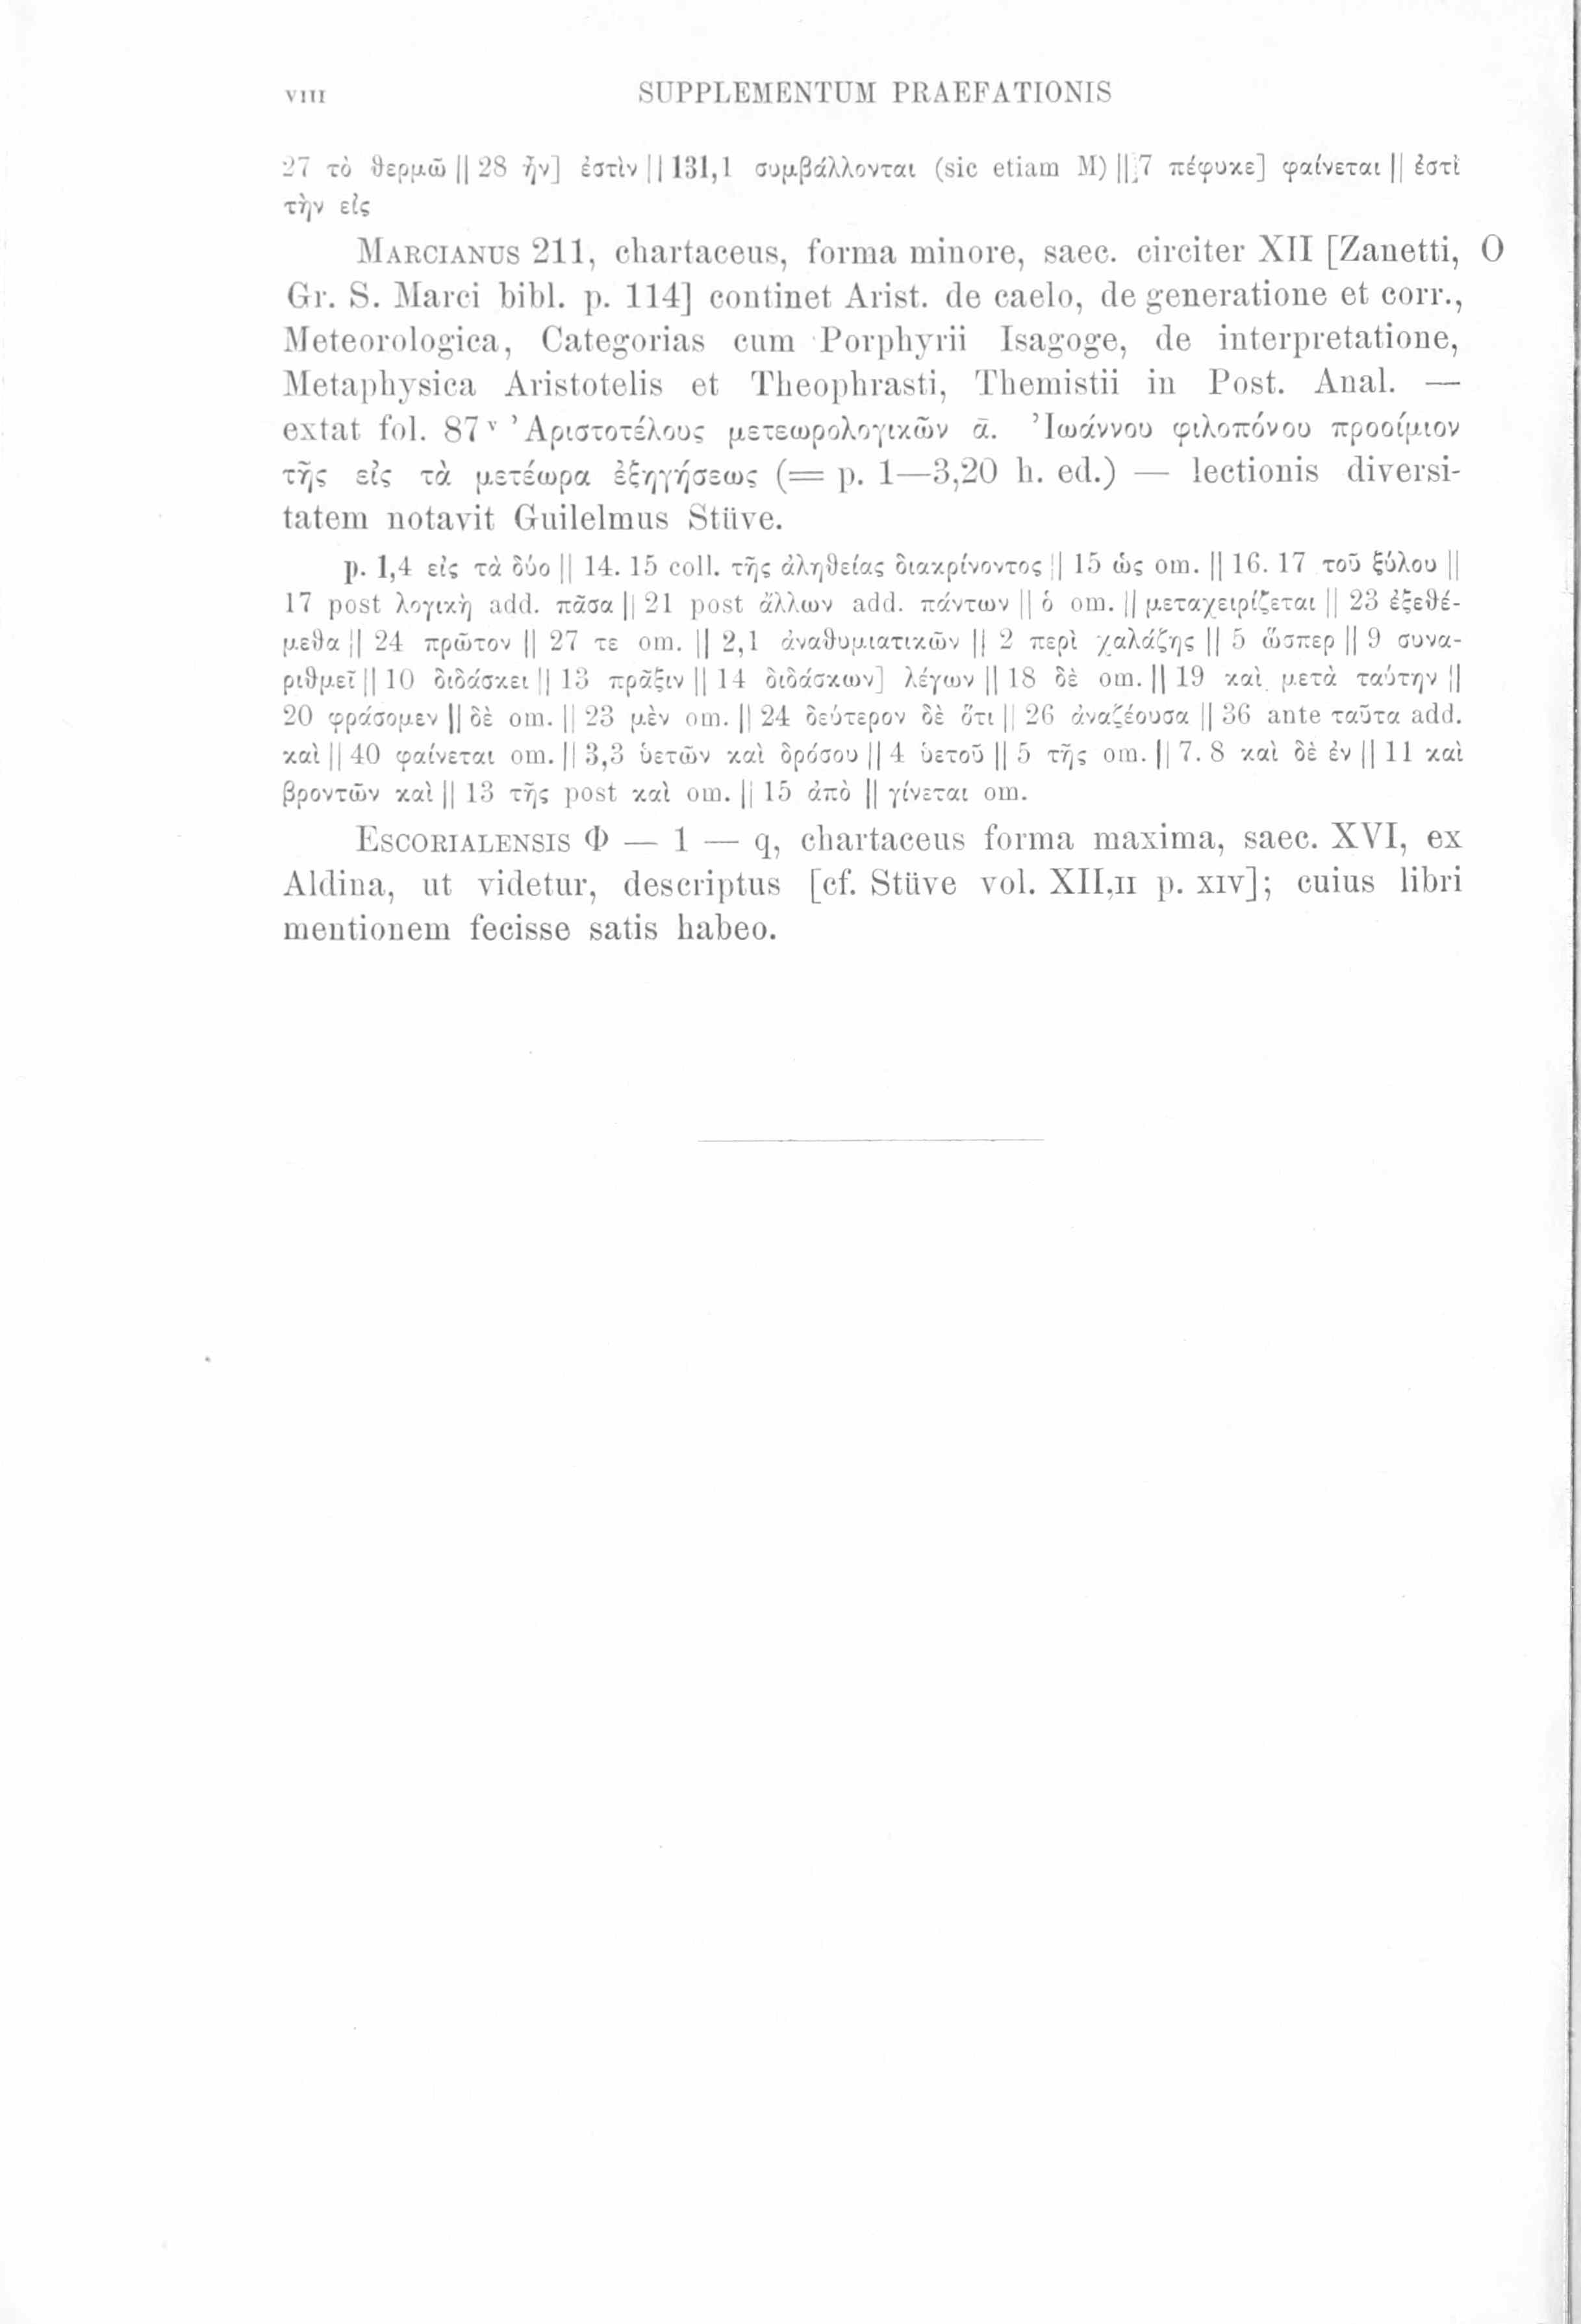 VIII SUPPLEMENTUM PRAEFATIONIS
27 τὸ θερμῶ || 28 ἦν] ἐστὶν || 131,1 συμβάλλονται (sic etiam M) || 7 πέφυκε] φαίνεται || ἐστὶ
τὴν εἰς
MARCIANUS 211, chartaceus, forma minore, saec. circiter XII [Zanetti, O
Gr. S. Marci bibl. p. 114] continet Arist. de caelo, de generatione et corr.,
Meteorologica, Categorias cum Porphyrii Isagoge, de interpretatione,
Metaphysica Aristotelis et Theophrasti, Themistii in Post. Anal. —
extat fol. 87ᵛ Ἀριστοτέλους μετεωρολογικῶν ᾱ. Ἰωάννου φιλοπόνου προοίμιον
τῆς εἰς τὰ μετέωρα ἐξηγήσεως (= p. 1—3,20 h. ed.) — lectionis diversi-
tatem notavit Guilelmus Stüve.
p. 1,4 εἰς τὰ δύο || 14. 15 coll. τῆς ἀληθείας διακρίνοντος || 15 ὡς om. || 16. 17 τοῦ ξύλου ||
17 post λογικὴ add. πᾶσα || 21 post ἄλλων add. πάντων || ὁ om. || μεταχειρίζεται || 23 ἐξεθέ-
μεθα || 24 πρῶτον || 27 τε om. || 2,1 ἀναθυμιατικῶν || 2 περὶ χαλάζης || 5 ὥσπερ || 9 συνα-
ριθμεῖ || 10 διδάσκει || 13 πρᾶξιν || 14 διδάσκων] λέγων || 18 δὲ om. || 19 καὶ μετὰ ταύτην ||
20 φράσομεν || δὲ om. || 23 μὲν om. || 24 δεύτερον δὲ ὅτι || 26 ἀναζέουσα || 36 ante ταῦτα add.
καὶ || 40 φαίνεται om. || 3,3 ὑετῶν καὶ δρόσου || 4 ὑετοῦ || 5 τῆς om. || 7. 8 καὶ δὲ ἐν || 11 καὶ
βροντῶν καὶ || 13 τῆς post καὶ om. || 15 ἀπὸ || γίνεται om.
ESCORIALENSIS Φ — 1 — q, chartaceus forma maxima, saec. XVI, ex
Aldina, ut videtur, descriptus [cf. Stüve vol. XII,II p. XIV]; cuius libri
mentionem fecisse satis habeo.